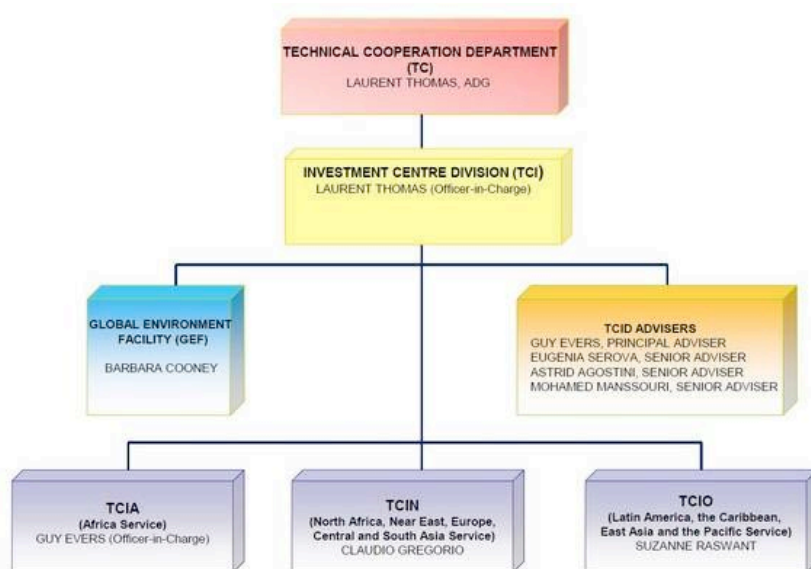 TECHNICAL COOPERATION DEPARTMENT
(TC)
LAURENT THOMAS, ADG
INVESTMENT CENTRE DIVISION (TCI)
LAURENT THOMAS (Officer-in-Charge)
GLOBAL ENVIRONMENT
FACILITY (GEF)
BARBARA COONEY
TCID ADVISERS
GUY EVERS, PRINCIPAL ADVISER
EUGENIA SEROVA, SENIOR ADVISER
ASTRID AGOSTINI, SENIOR ADVISER
MOHAMED MANSSOURI, SENIOR ADVISER
TCIA
(Africa Service)
GUY EVERS (Officer-in-Charge)
TCIN
(North Africa, Near East, Europe,
Central and South Asia Service)
CLAUDIO GREGORIO
TCIO
(Latin America, the Caribbean,
East Asia and the Pacific Service)
SUZANNE RASWANT